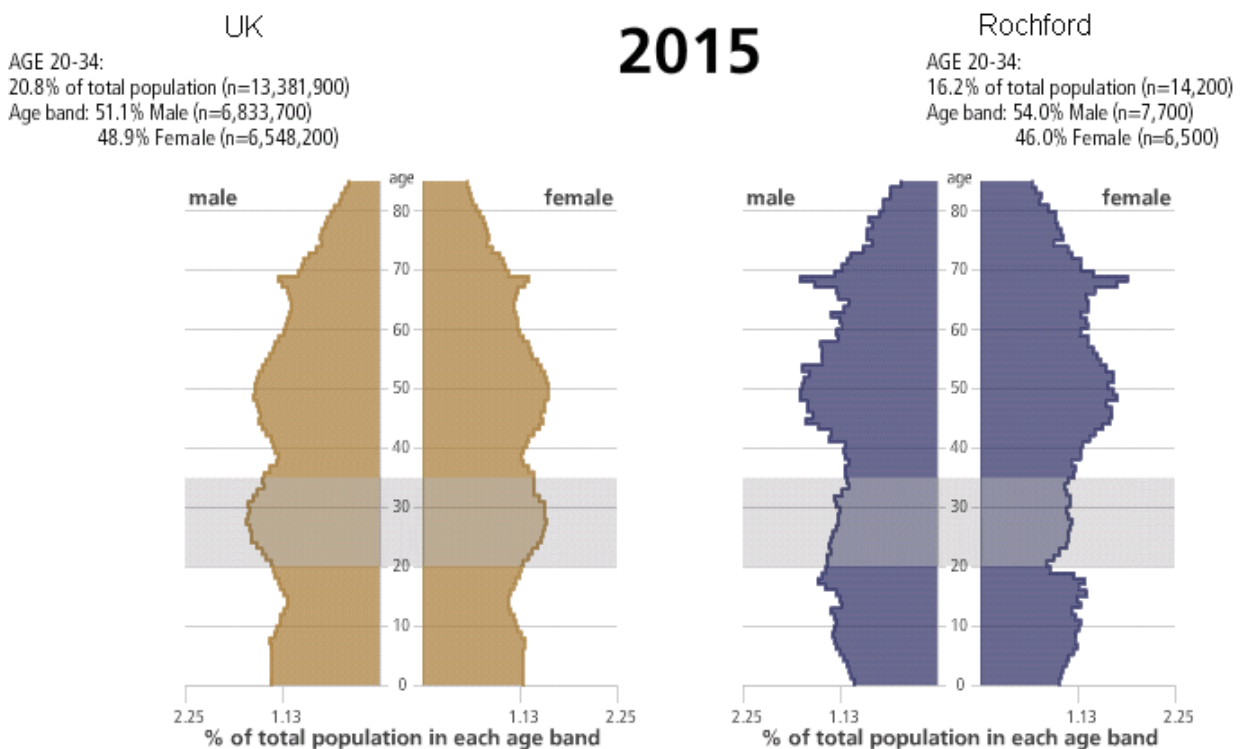 UK
AGE 20-34:
20.8% of total population (n=13,381,900)
Age band: 51.1% Male (n=6,833,700)
48.9% Female (n=6,548,200)
2015
Rochford
AGE 20-34:
16.2% of total population (n=14,200)
Age band: 54.0% Male (n=7,700)
46.0% Female (n=6,500)
male age female
80
70
60
50
40
30
20
10
0
2.25 1.13 1.13 2.25
% of total population in each age band
male age female
80
70
60
50
40
30
20
10
0
2.25 1.13 1.13 2.25
% of total population in each age band